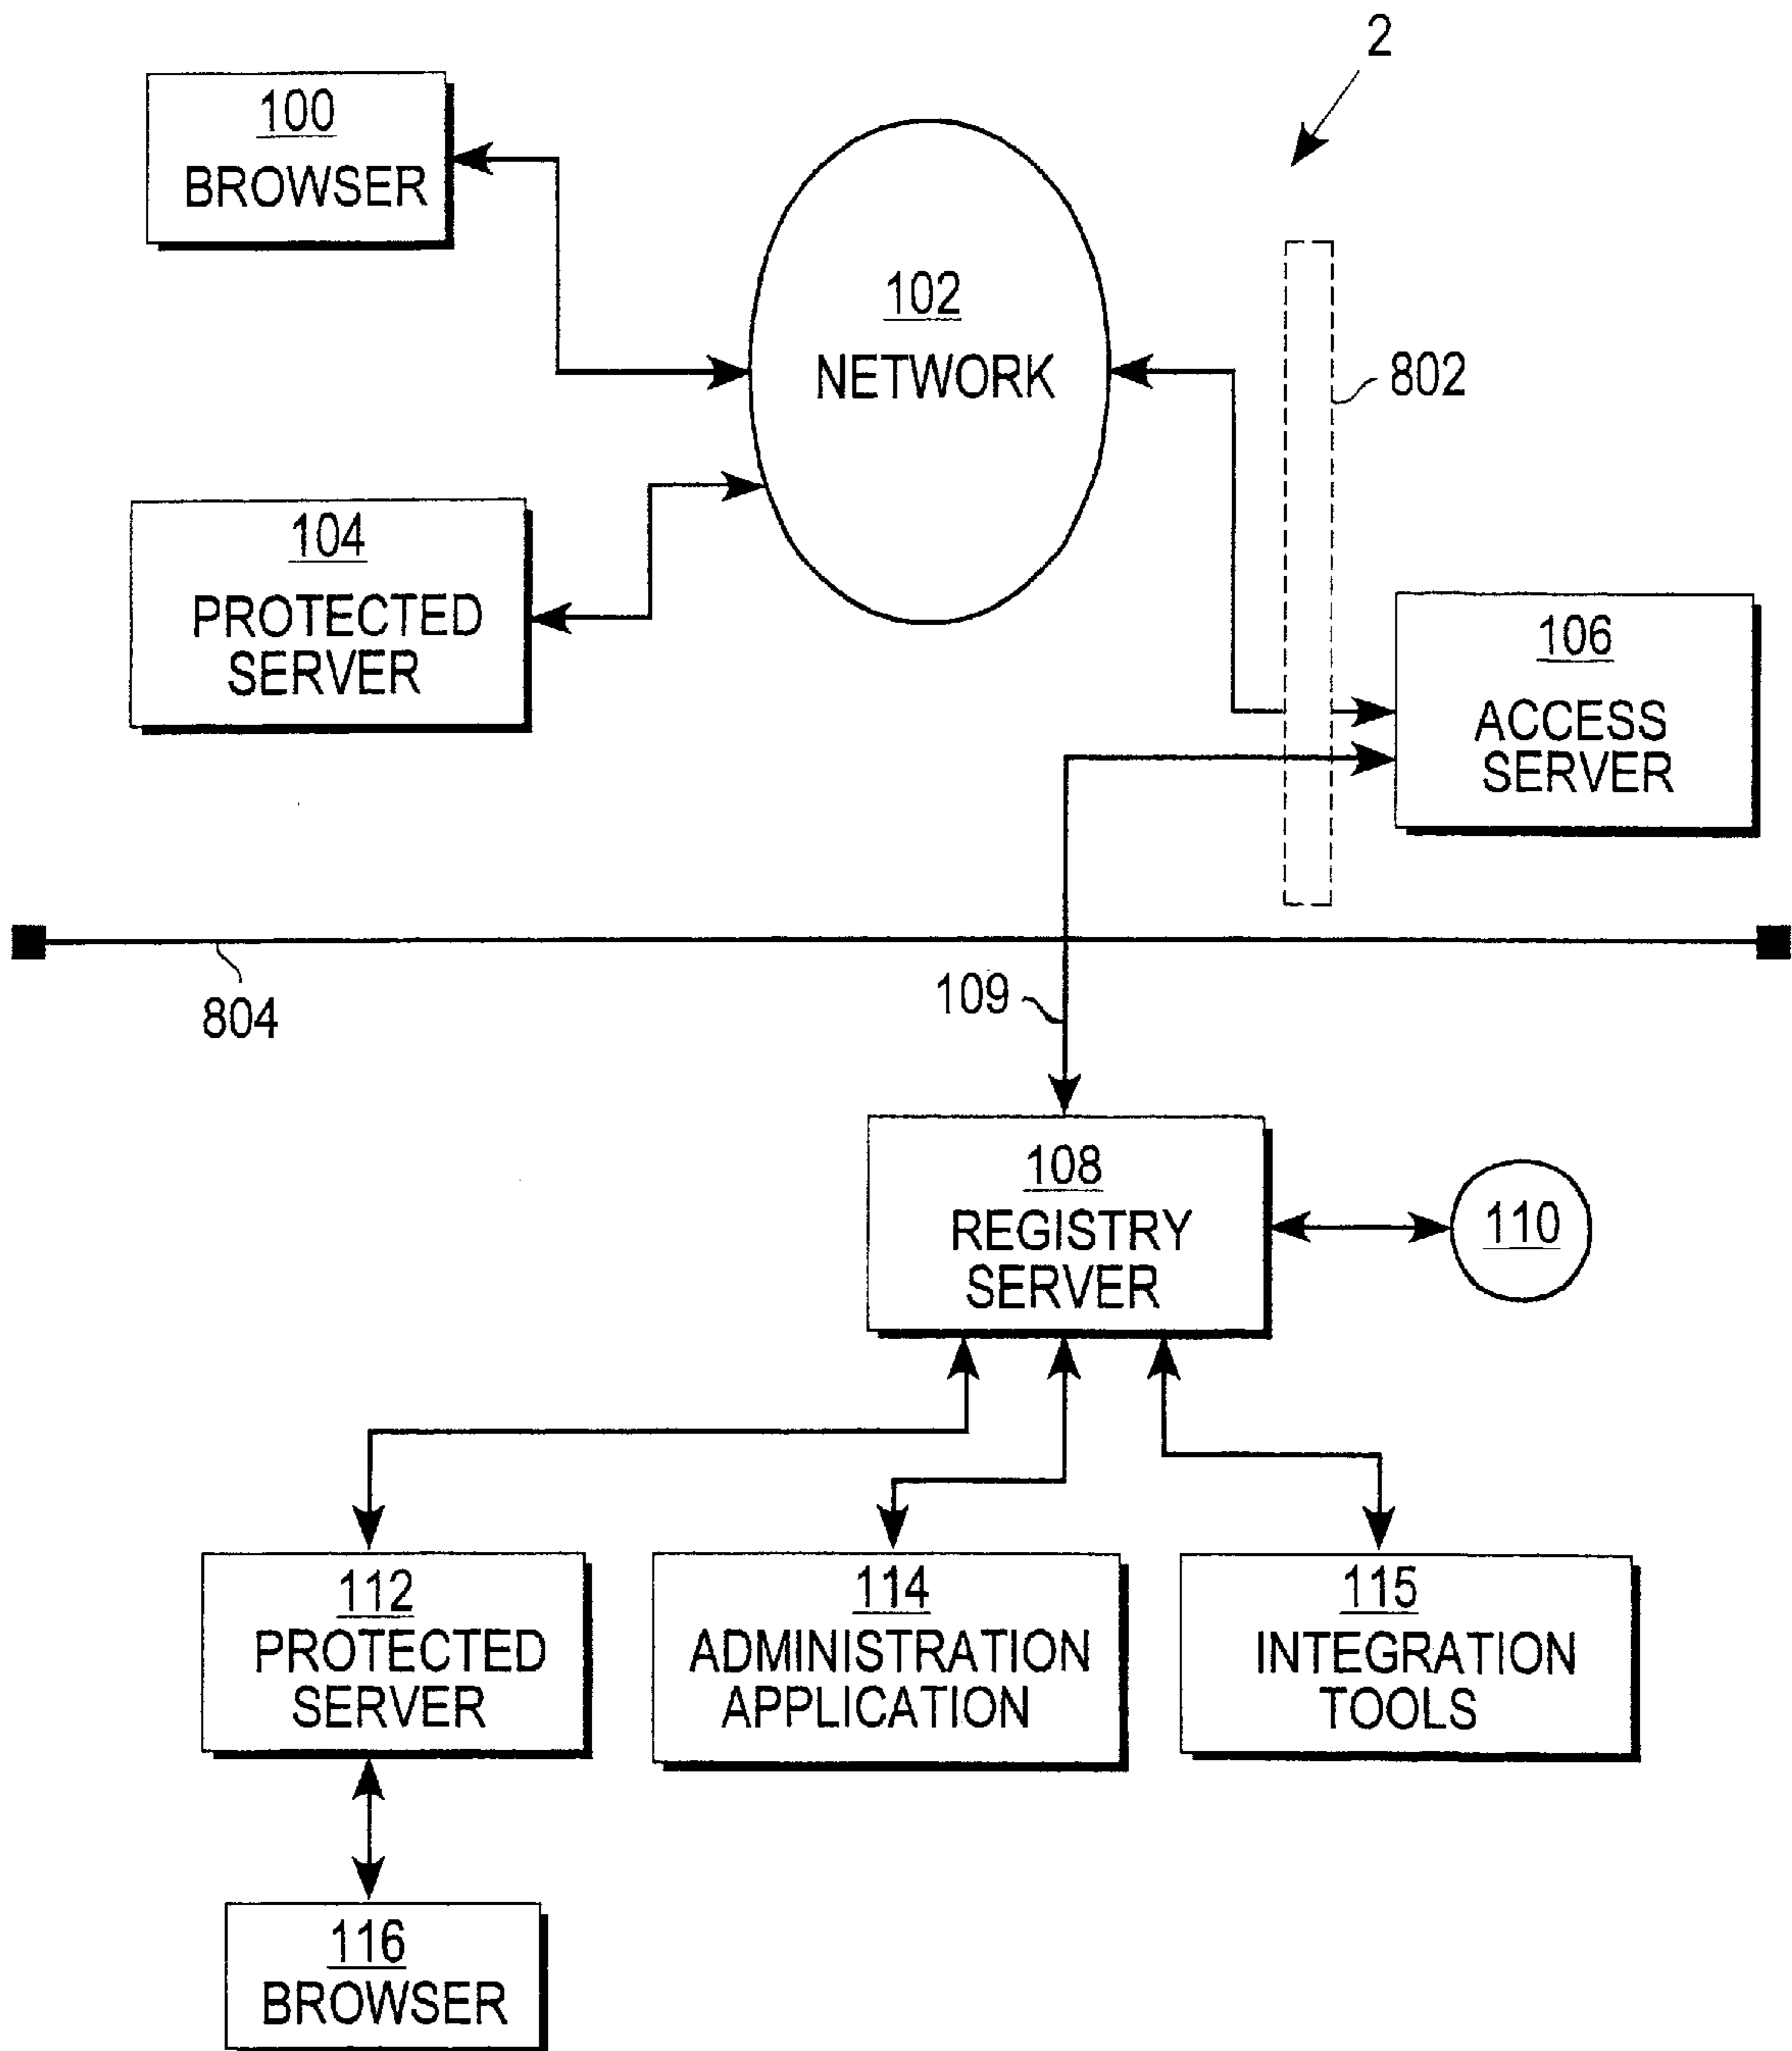 2
100
BROWSER
102
NETWORK
802
104
PROTECTED
SERVER
106
ACCESS
SERVER
804
109
108
REGISTRY
SERVER
110
112
PROTECTED
SERVER
114
ADMINISTRATION
APPLICATION
115
INTEGRATION
TOOLS
116
BROWSER